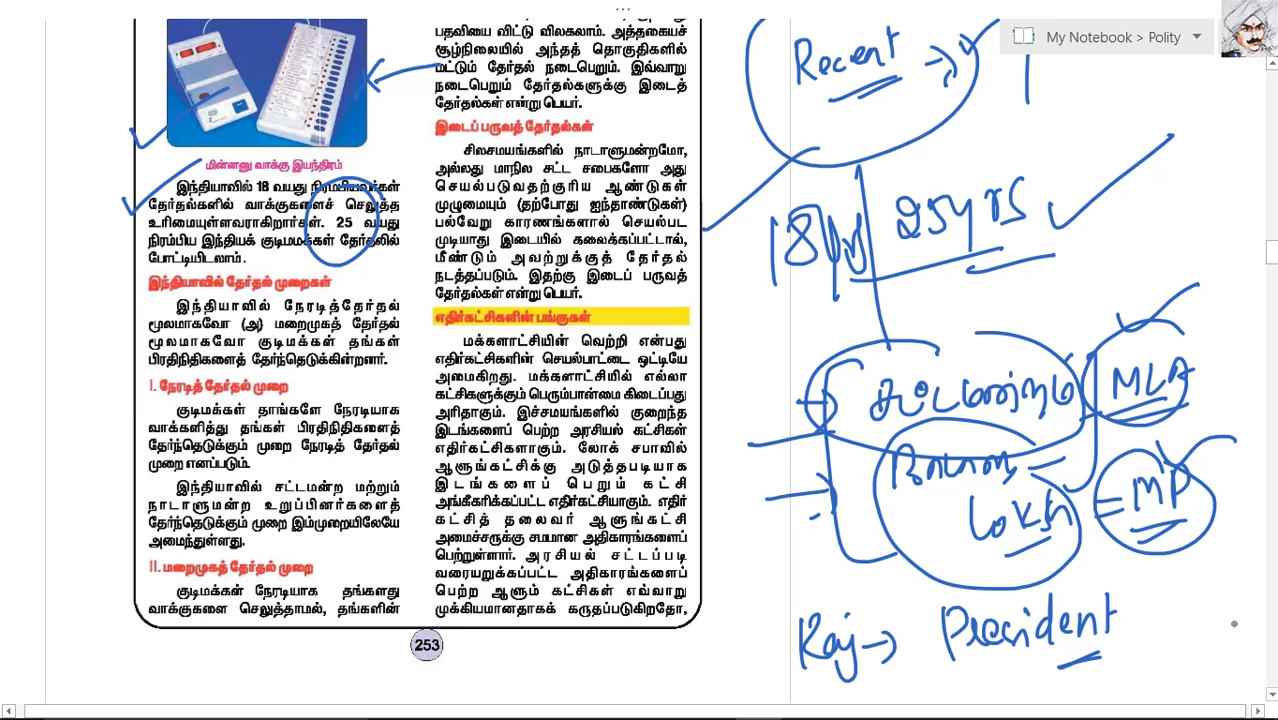 My Notebook > Polity
மின்னனு வாக்கு இயந்திரம்
இந்தியாவில் 18 வயது நிரம்பியவர்கள்
தேர்தல்களில் வாக்குகளைச் செலுத்த
உரிமையுள்ளவராகிறார்கள். 25 வயது
நிரம்பிய இந்தியக் குடிமமக்கள் தேர்தலில்
போட்டியிடலாம்.
இந்தியாவில் தேர்தல் முறைகள்
இந்தியாவில் நேரடித்தேர்தல்
மூலமாகவோ (அ) மறைமுகத் தேர்தல்
மூலமாகவோ குடிமக்கள் தங்கள்
பிரதிநிதிகளைத் தேர்ந்தெடுக்கின்றனர்.
I. நேரடித் தேர்தல் முறை
குடிமக்கள் தாங்களே நேரடியாக
வாக்களித்து தங்கள் பிரதிநிதிகளைத்
தேர்ந்தெடுக்கும் முறை நேரடித் தேர்தல்
முறை எனப்படும்.
இந்தியாவில் சட்டமன்ற மற்றும்
நாடாளுமன்ற உறுப்பினர்களைத்
தேர்ந்தெடுக்கும் முறை இம்முறையிலேயே
அமைந்துள்ளது.
II. மறைமுகத் தேர்தல் முறை
குடிமக்கள் நேரடியாக தங்களது
வாக்குகளை செலுத்தாமல், தங்களின்
பதவியை விட்டு விலகலாம். அத்தகையச்
சூழ்நிலையில் அந்தத் தொகுதிகளில்
மட்டும் தேர்தல் நடைபெறும். இவ்வாறு
நடைபெறும் தேர்தல்களுக்கு இடைத்
தேர்தல்கள் என்று பெயர்.
இடைப் பருவத் தேர்தல்கள்
சிலசமயங்களில் நாடாளுமன்றமோ,
அல்லது மாநில சட்ட சபைகளோ அது
செயல்படுவதற்குரிய ஆண்டுகள்
முழுமையும் (தற்போது ஐந்தாண்டுகள்)
பல்வேறு காரணங்களால் செயல்பட
முடியாது இடையில் கலைக்கப்பட்டால்,
மீண்டும் அவற்றுக்குத் தேர்தல்
நடத்தப்படும். இதற்கு இடைப் பருவத்
தேர்தல்கள் என்று பெயர்.
எதிர்கட்சிகளின் பங்குகள்
மக்களாட்சியின் வெற்றி என்பது
எதிர்கட்சிகளின் செயல்பாட்டை ஒட்டியே
அமைகிறது. மக்களாட்சியில் எல்லா
கட்சிகளுக்கும் பெரும்பான்மை கிடைப்பது
அரிதாகும். இச்சமயங்களில் குறைந்த
இடங்களைப் பெற்ற அரசியல் கட்சிகள்
எதிர்கட்சிகளாகும். லோக் சபாவில்
ஆளுங்கட்சிக்கு அடுத்தபடியாக
இடங்களைப் பெறும் கட்சி
அங்கீகரிக்கப்பட்ட எதிர்கட்சியாகும். எதிர்
கட்சித் தலைவர் ஆளுங்கட்சி
அமைச்சருக்கு சமமான அதிகாரங்களைப்
பெற்றுள்ளார். அரசியல் சட்டப்படி
வரையறுக்கப்பட்ட அதிகாரங்களைப்
பெற்ற ஆளும் கட்சிகள் எவ்வாறு
முக்கியமானதாகக் கருதப்படுகிறதோ,
253
Recent
25yrs
சட்டமன்றம்
MLA
= MP
Raj → President